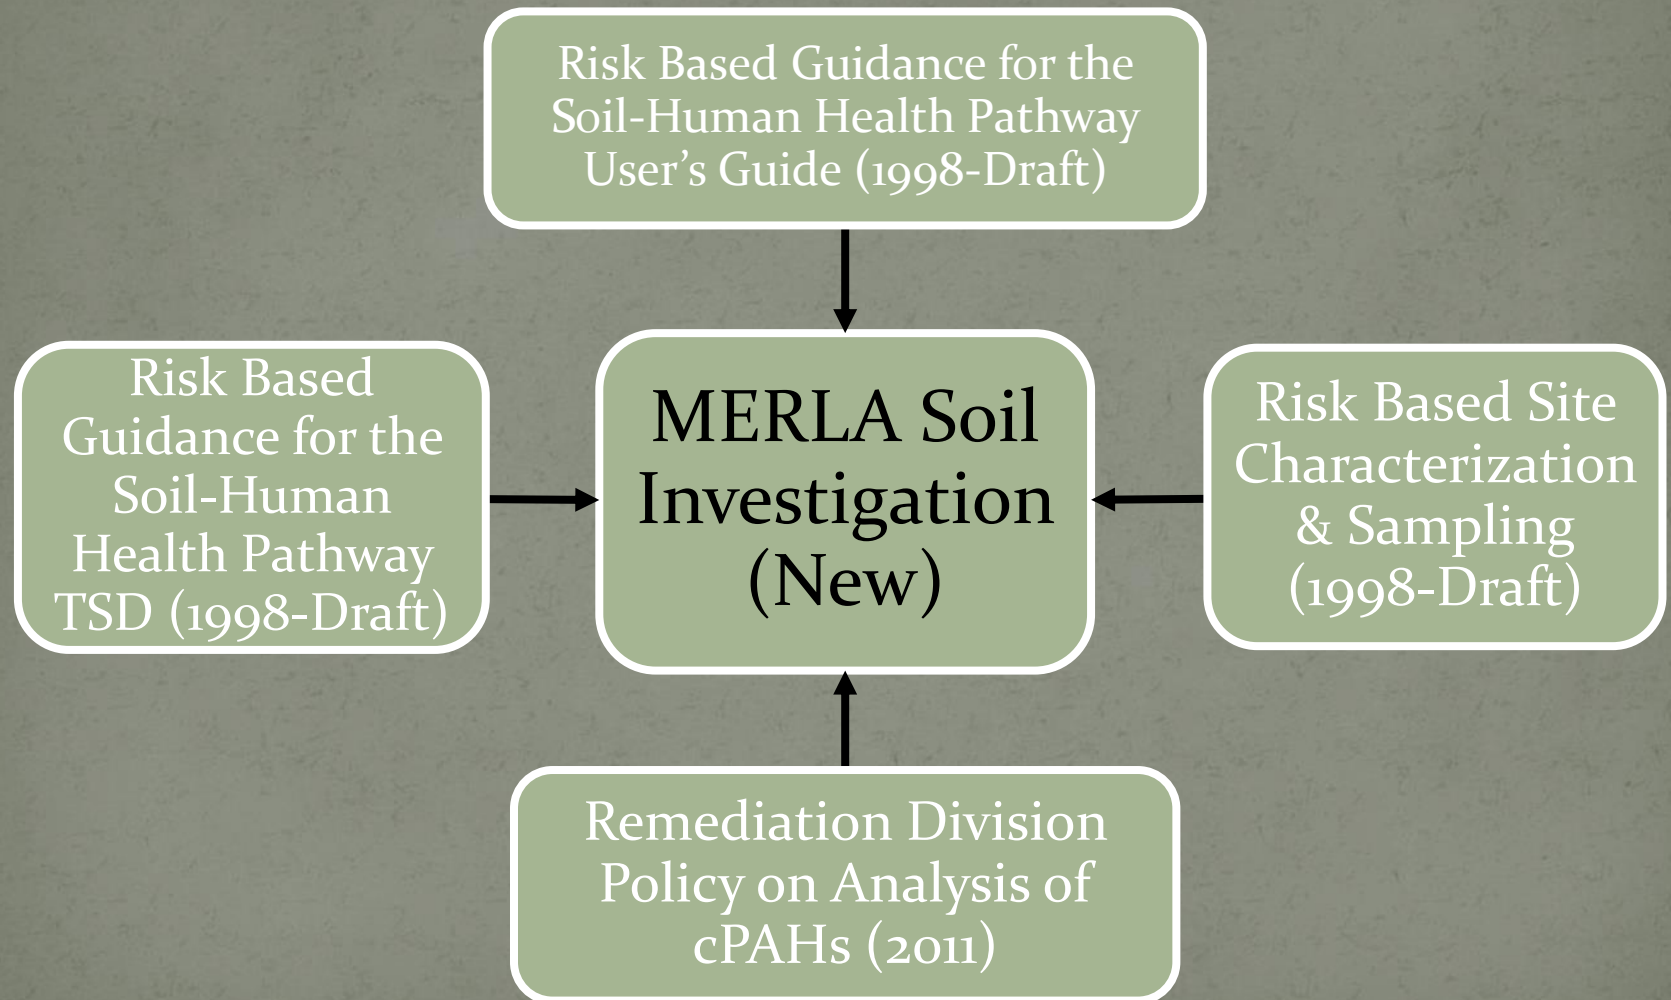 Risk Based Guidance for the
Soil-Human Health Pathway
User’s Guide (1998-Draft)
Risk Based
Guidance for the
Soil-Human
Health Pathway
TSD (1998-Draft)
MERLA Soil
Investigation
(New)
Risk Based Site
Characterization
& Sampling
(1998-Draft)
Remediation Division
Policy on Analysis of
cPAHs (2011)